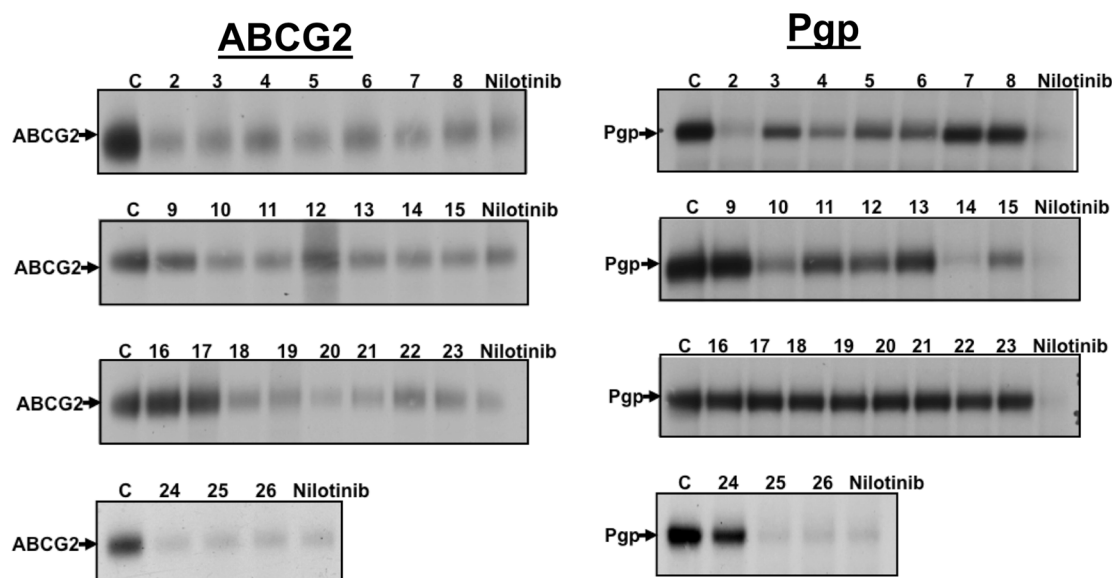 ABCG2
Pgp
C 2 3 4 5 6 7 8 Nilotinib
C 2 3 4 5 6 7 8 Nilotinib
ABCG2
Pgp
C 9 10 11 12 13 14 15 Nilotinib
C 9 10 11 12 13 14 15 Nilotinib
ABCG2
Pgp
C 16 17 18 19 20 21 22 23 Nilotinib
C 16 17 18 19 20 21 22 23 Nilotinib
ABCG2
Pgp
C 24 25 26 Nilotinib
C 24 25 26 Nilotinib
ABCG2
Pgp